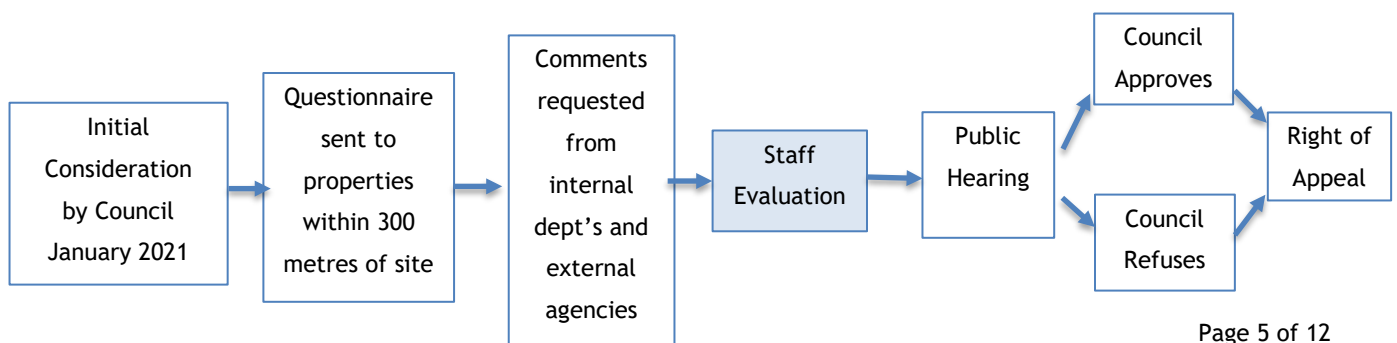 Initial
Consideration
by Council
January 2021
Questionnaire
sent to
properties
within 300
metres of site
Comments
requested
from
internal
dept’s and
external
agencies
Staff
Evaluation
Public
Hearing
Council
Approves
Council
Refuses
Right of
Appeal
Page 5 of 12